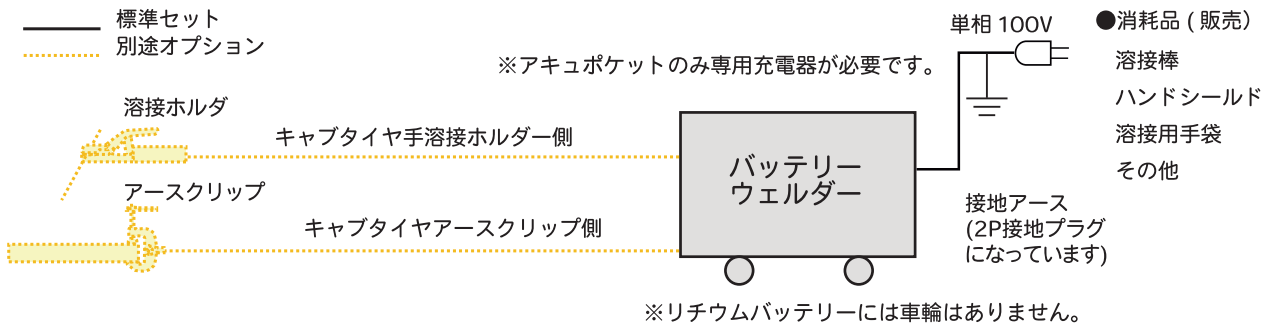 標準セット
別途オプション
※アキュポケットのみ専用充電器が必要です。
単相 100V
●消耗品 ( 販売）
溶接棒
ハンドシールド
溶接用手袋
その他
溶接ホルダ
キャブタイヤ手溶接ホルダー側
バッテリー
ウェルダー
アースクリップ
キャブタイヤアースクリップ側
接地アース
(2P接地プラグ
になっています)
※リチウムバッテリーには車輪はありません。